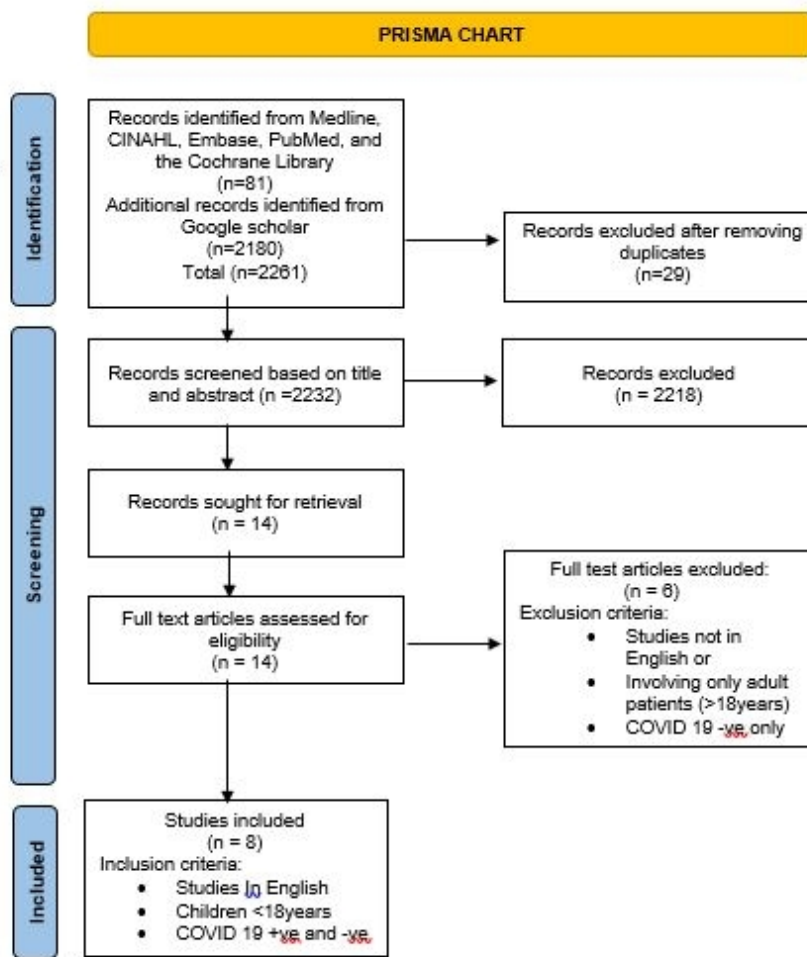 PRISMA CHART
Identification
Records identified from Medline,
CINAHL, Embase, PubMed, and
the Cochrane Library
(n=81)
Additional records identified from
Google scholar
(n=2180)
Total (n=2261)
Records excluded after removing
duplicates
(n=29)
Screening
Records screened based on title
and abstract (n =2232)
Records excluded
(n = 2218)
Records sought for retrieval
(n = 14)
Full text articles assessed for
eligibility
(n = 14)
Full test articles excluded:
(n = 6)
Exclusion criteria:
• Studies not in
English or
• Involving only adult
patients (>18years)
• COVID 19 -ve only
Included
Studies included
(n = 8)
Inclusion criteria:
• Studies In English
• Children <18years
• COVID 19 +ve and -ve